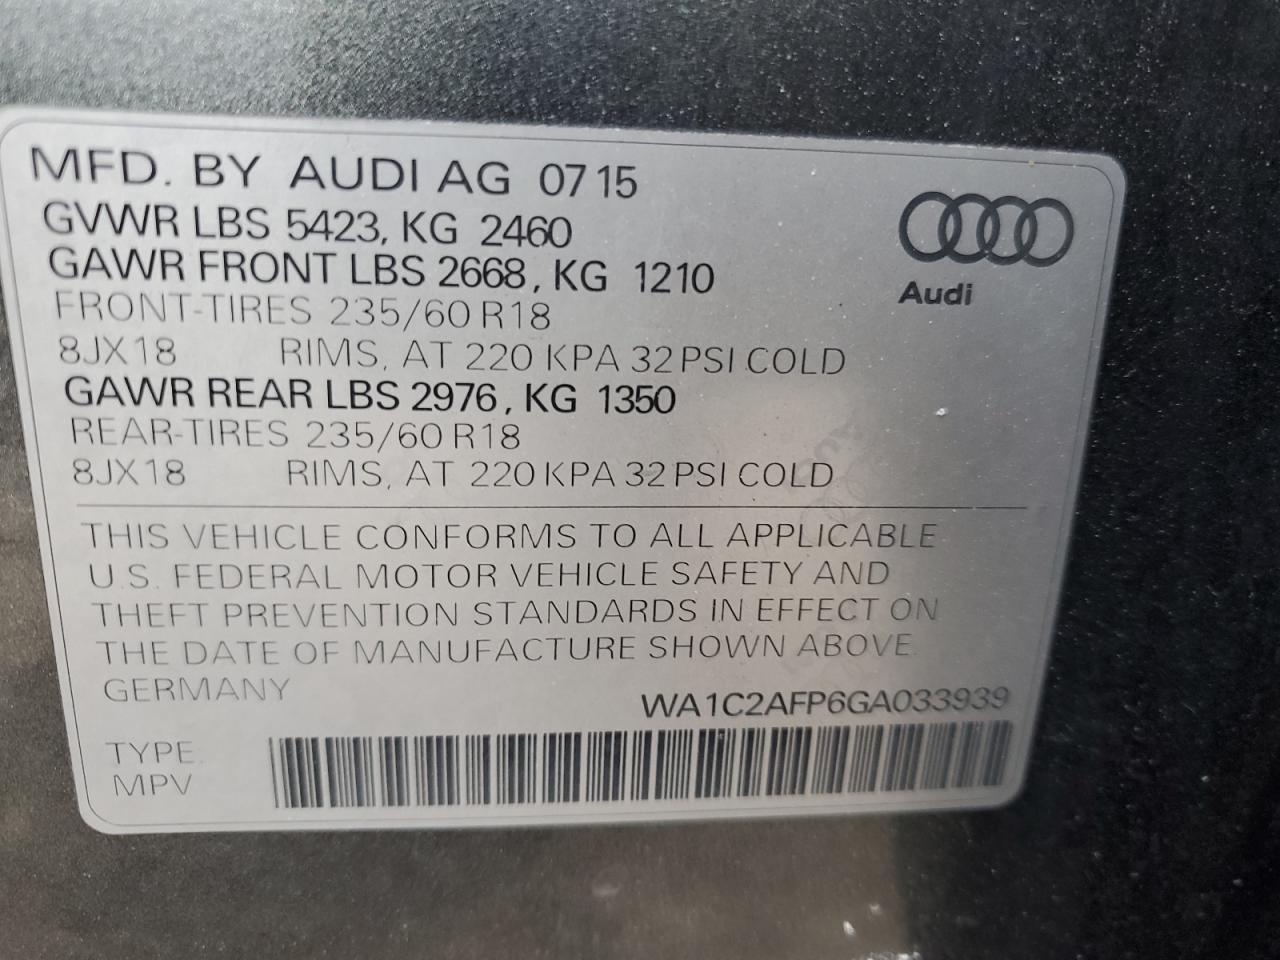 MFD. BY AUDI AG 07 15
GVWR LBS 5423, KG 2460
GAWR FRONT LBS 2668, KG 1210
FRONT-TIRES 235/60 R18
8JX18 RIMS, AT 220 KPA 32 PSI COLD
GAWR REAR LBS 2976, KG 1350
REAR-TIRES 235/60 R18
8JX18 RIMS, AT 220 KPA 32 PSI COLD
Audi
THIS VEHICLE CONFORMS TO ALL APPLICABLE
U.S. FEDERAL MOTOR VEHICLE SAFETY AND
THEFT PREVENTION STANDARDS IN EFFECT ON
THE DATE OF MANUFACTURE SHOWN ABOVE.
GERMANY
WA1C2AFP6GA033939
TYPE.
MPV